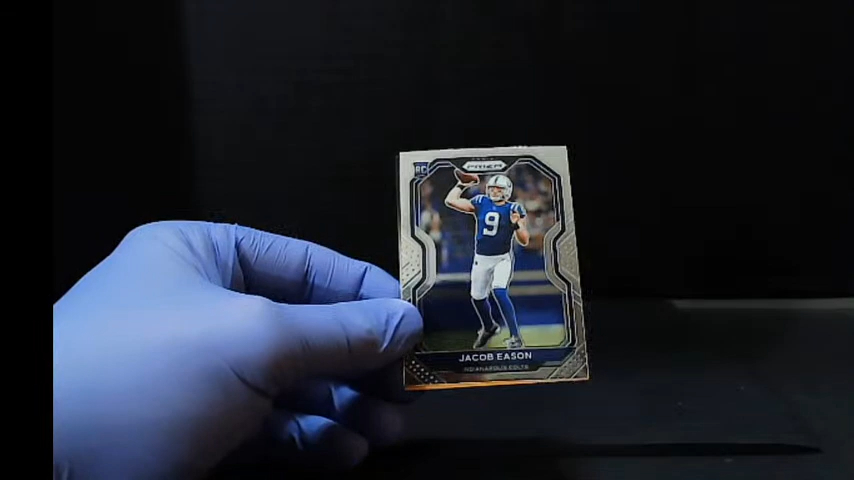 RC
PRIZM
9
JACOB EASON
INDIANAPOLIS COLTS